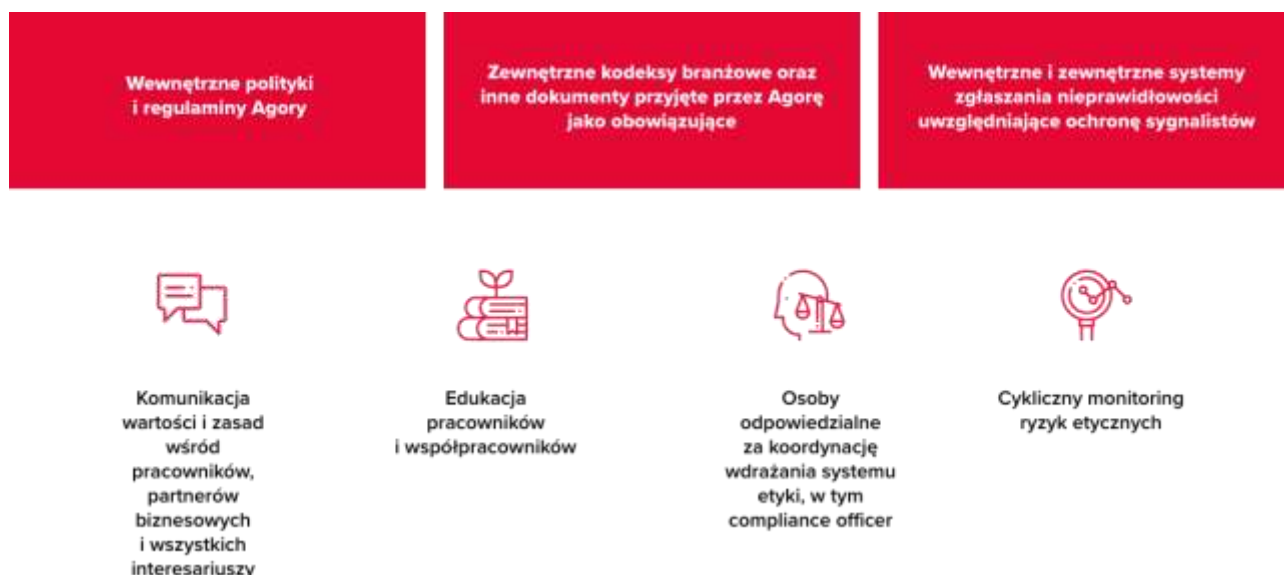 Wewnętrzne polityki
i regulaminy Agory
Zewnętrzne kodeksy branżowe oraz
inne dokumenty przyjęte przez Agorę
jako obowiązujące
Wewnętrzne i zewnętrzne systemy
zgłaszania nieprawidłowości
uwzględniające ochronę sygnalistów
Komunikacja
wartości i zasad
wśród
pracowników,
partnerów
biznesowych
i wszystkich
interesariuszy
Edukacja
pracowników
i współpracowników
Osoby
odpowiedzialne
za koordynację
wdrażania systemu
etyki, w tym
compliance officer
Cykliczny monitoring
ryzyk etycznych